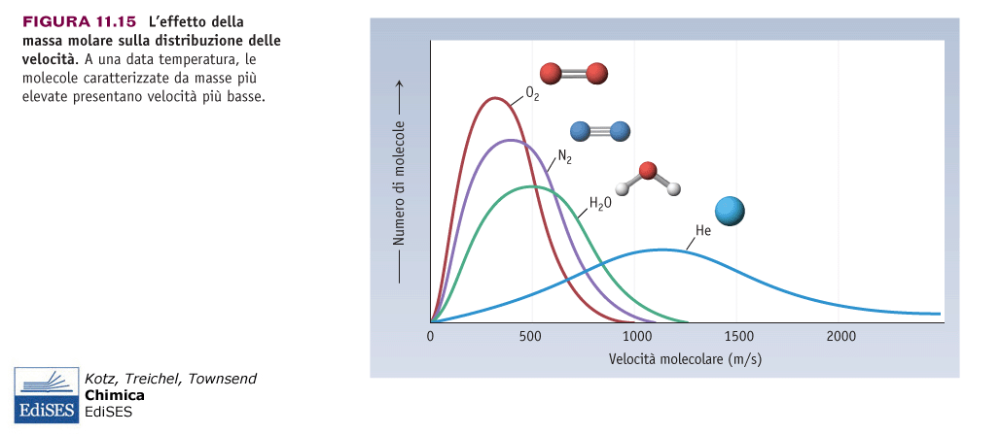 FIGURA 11.15 L’effetto della
massa molare sulla distribuzione delle
velocità. A una data temperatura, le
molecole caratterizzate da masse più
elevate presentano velocità più basse.
Numero di molecole
O₂
N₂
H₂O
He
0 500 1000 1500 2000
Velocità molecolare (m/s)
EdiSES
Kotz, Treichel, Townsend
Chimica
EdiSES